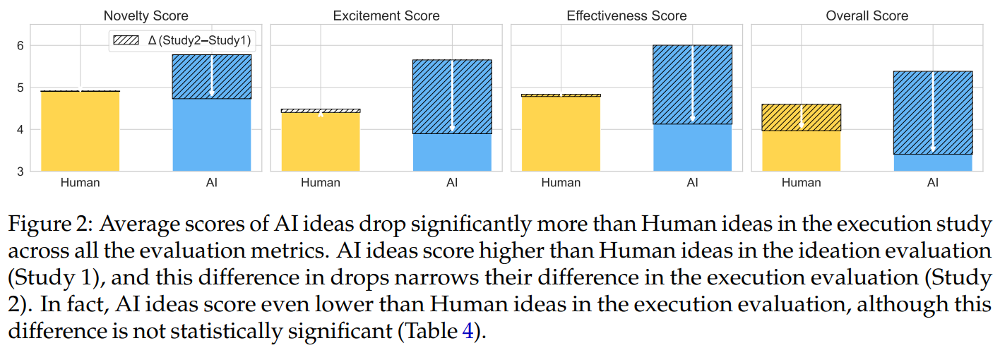 Novelty Score
Excitement Score
Effectiveness Score
Overall Score
Δ (Study2–Study1)
6
5
4
3
Human
AI
Human
AI
Human
AI
Human
AI
Figure 2: Average scores of AI ideas drop significantly more than Human ideas in the execution study
across all the evaluation metrics. AI ideas score higher than Human ideas in the ideation evaluation
(Study 1), and this difference in drops narrows their difference in the execution evaluation (Study
2). In fact, AI ideas score even lower than Human ideas in the execution evaluation, although this
difference is not statistically significant (Table 4).